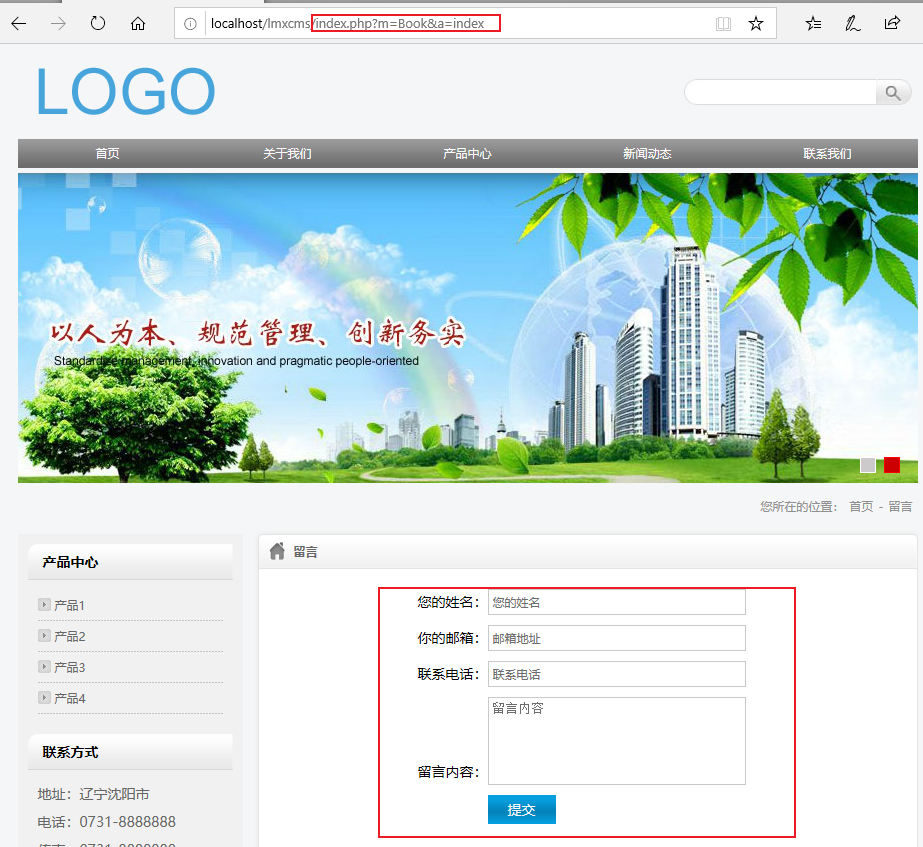 localhost/lmxcms/index.php?m=Book&a=index
LOGO
首页 关于我们 产品中心 新闻动态 联系我们
以人为本、规范管理、创新务实
Standardize management, innovation and pragmatic people-oriented
您所在的位置： 首页 - 留言
产品中心
产品1
产品2
产品3
产品4
联系方式
地址：辽宁沈阳市
电话：0731-8888888
留言
您的姓名： 您的姓名
你的邮箱： 邮箱地址
联系电话： 联系电话
留言内容： 留言内容
提交